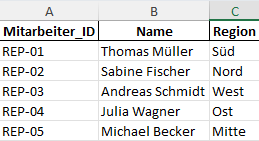 A B C
Mitarbeiter_ID Name Region
REP-01 Thomas Müller Süd
REP-02 Sabine Fischer Nord
REP-03 Andreas Schmidt West
REP-04 Julia Wagner Ost
REP-05 Michael Becker Mitte